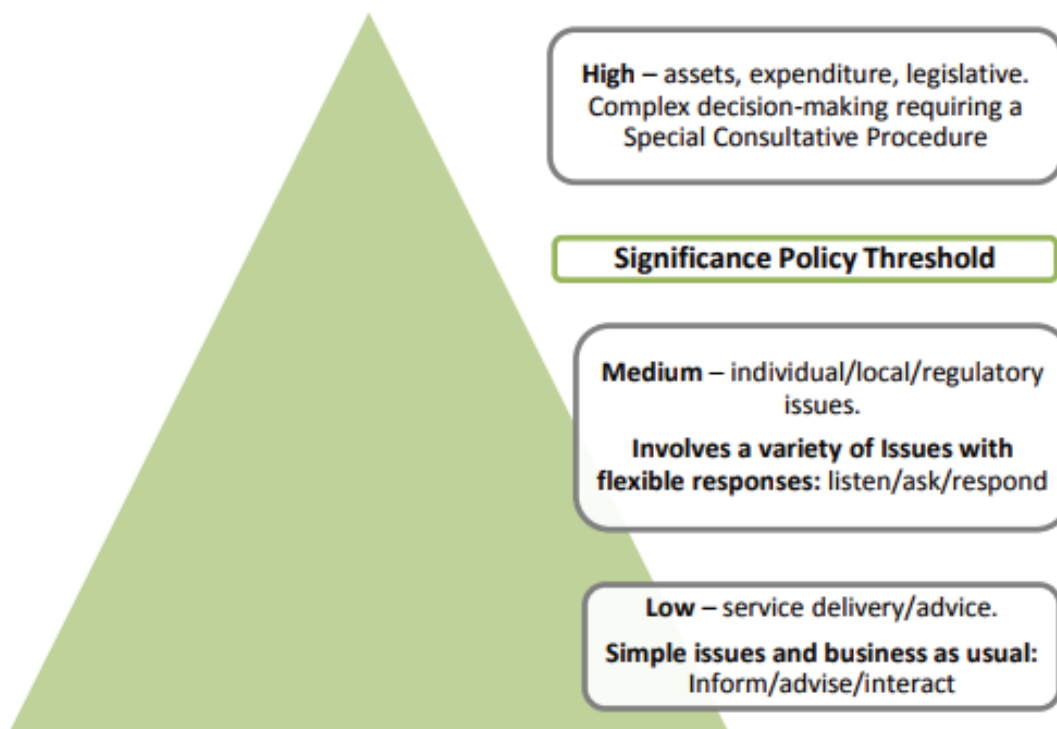 High – assets, expenditure, legislative.
Complex decision-making requiring a
Special Consultative Procedure
Significance Policy Threshold
Medium – individual/local/regulatory
issues.
Involves a variety of Issues with
flexible responses: listen/ask/respond
Low – service delivery/advice.
Simple issues and business as usual:
Inform/advise/interact